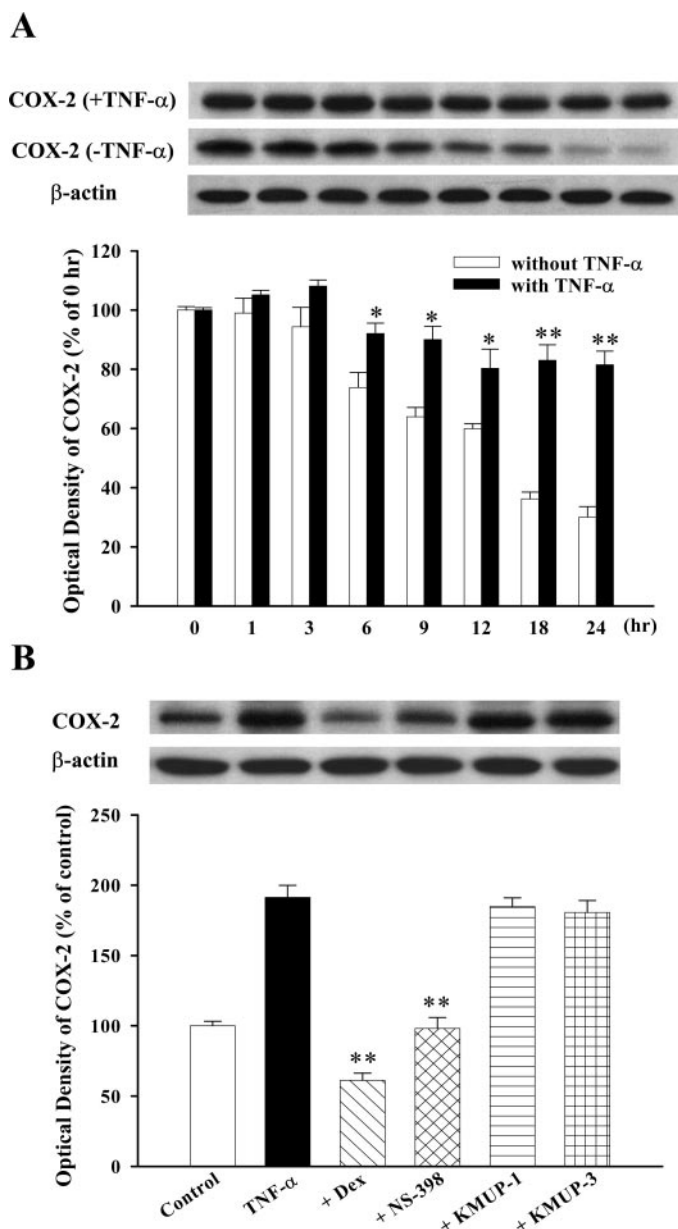 A
COX-2 (+TNF-α)
COX-2 (-TNF-α)
β-actin
Optical Density of COX-2 (% of 0 hr)
120
100
80
60
40
20
0
without TNF-α
with TNF-α
* * * ** **
0 1 3 6 9 12 18 24 (hr)
B
COX-2
β-actin
Optical Density of COX-2 (% of control)
250
200
150
100
50
0
** **
Control TNF-α + Dex + NS-398 + KMUP-1 + KMUP-3